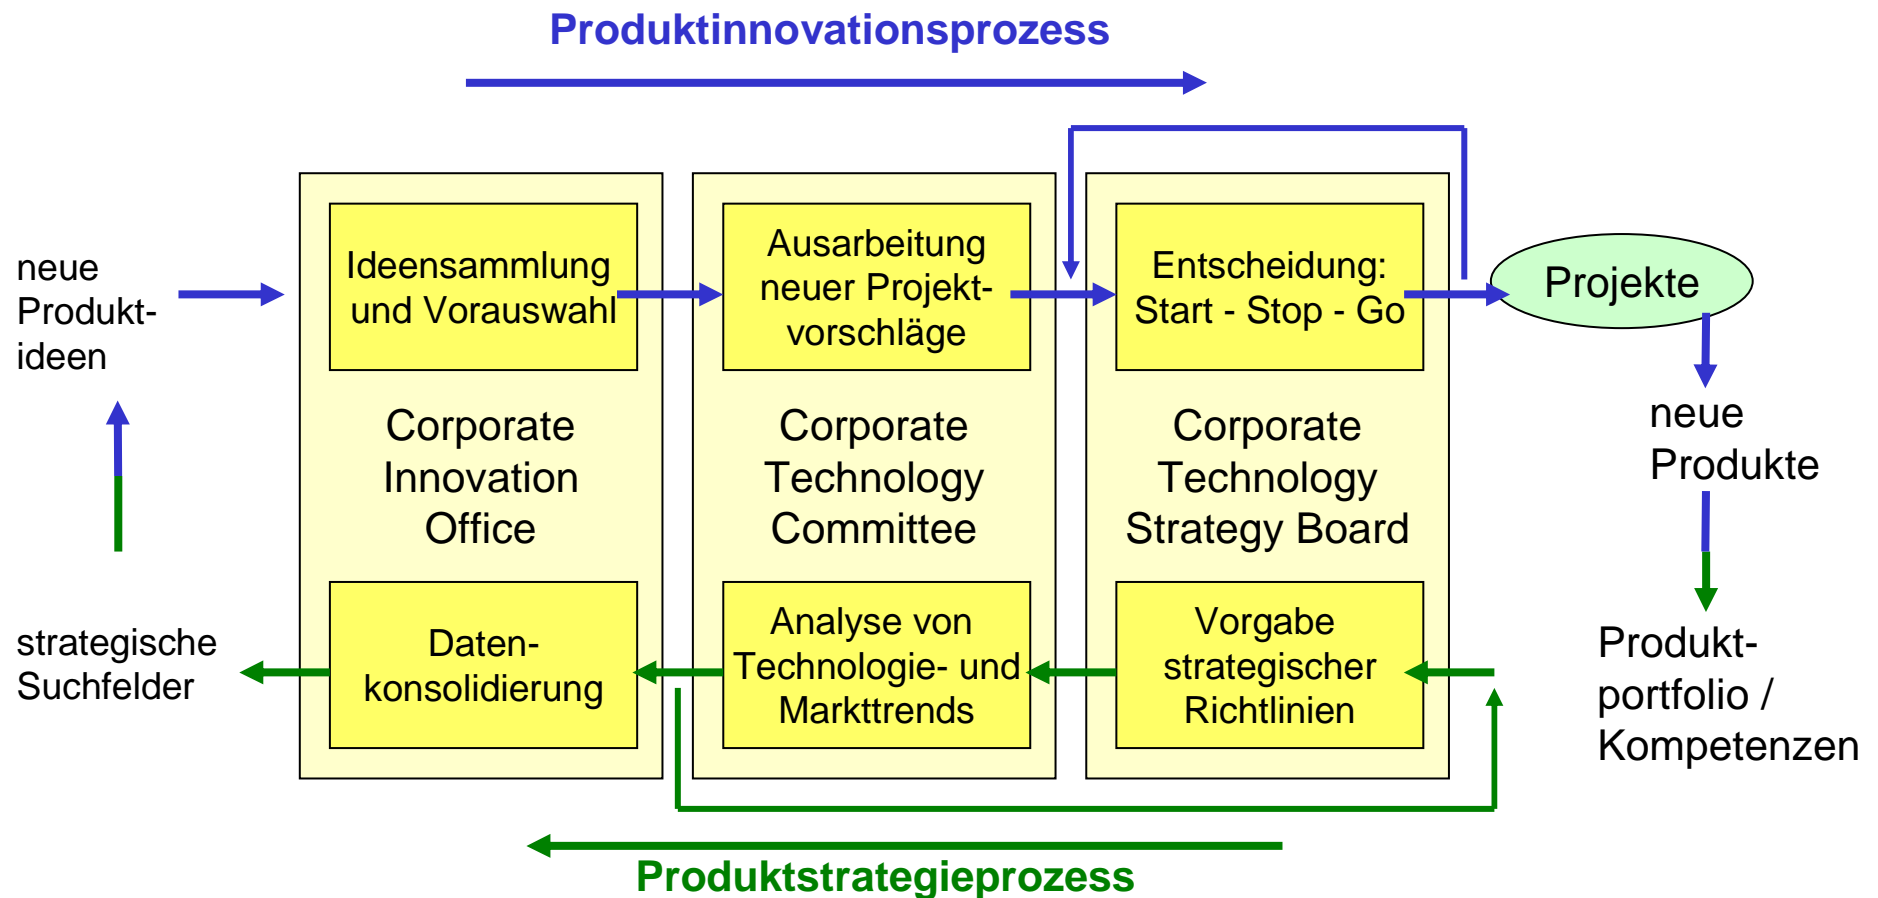 Produktinnovationsprozess
neue
Produkt-
ideen
Ideensammlung
und Vorauswahl
Ausarbeitung
neuer Projekt-
vorschläge
Entscheidung:
Start - Stop - Go
Projekte
Corporate
Innovation
Office
Corporate
Technology
Committee
Corporate
Technology
Strategy Board
neue
Produkte
strategische
Suchfelder
Daten-
konsolidierung
Analyse von
Technologie- und
Markttrends
Vorgabe
strategischer
Richtlinien
Produkt-
portfolio /
Kompetenzen
Produktstrategieprozess